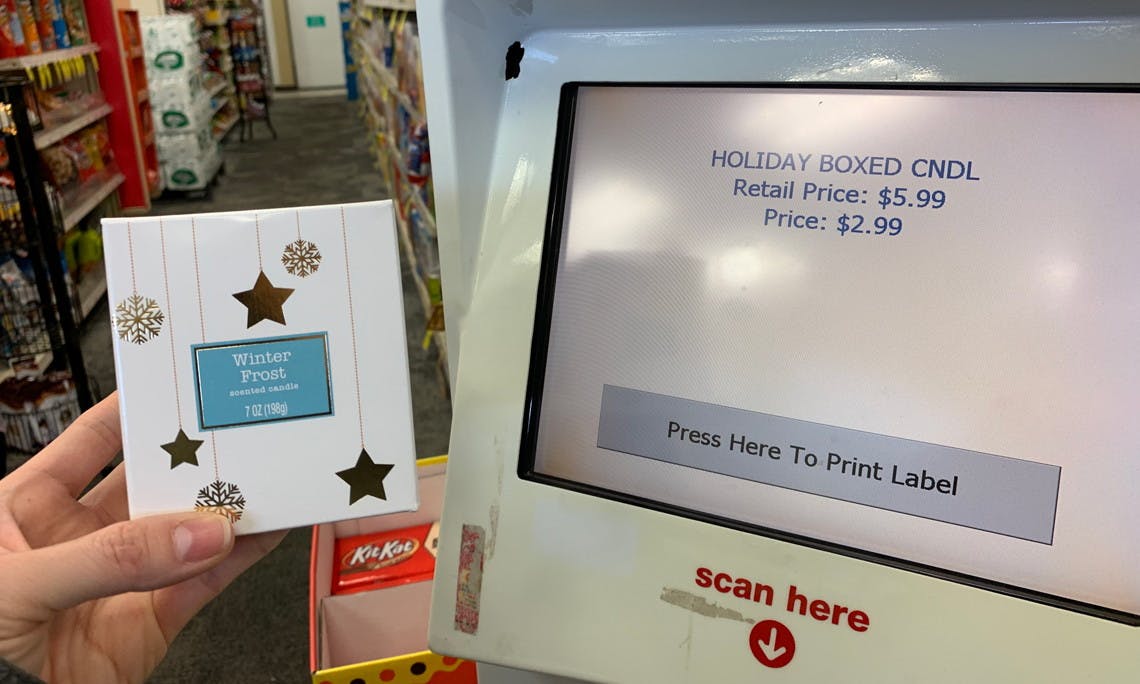 HOLIDAY BOXED CNDL
Retail Price: $5.99
Price: $2.99
Winter
Frost
scented candle
7 OZ (198g)
Press Here To Print Label
KitKat
scan here